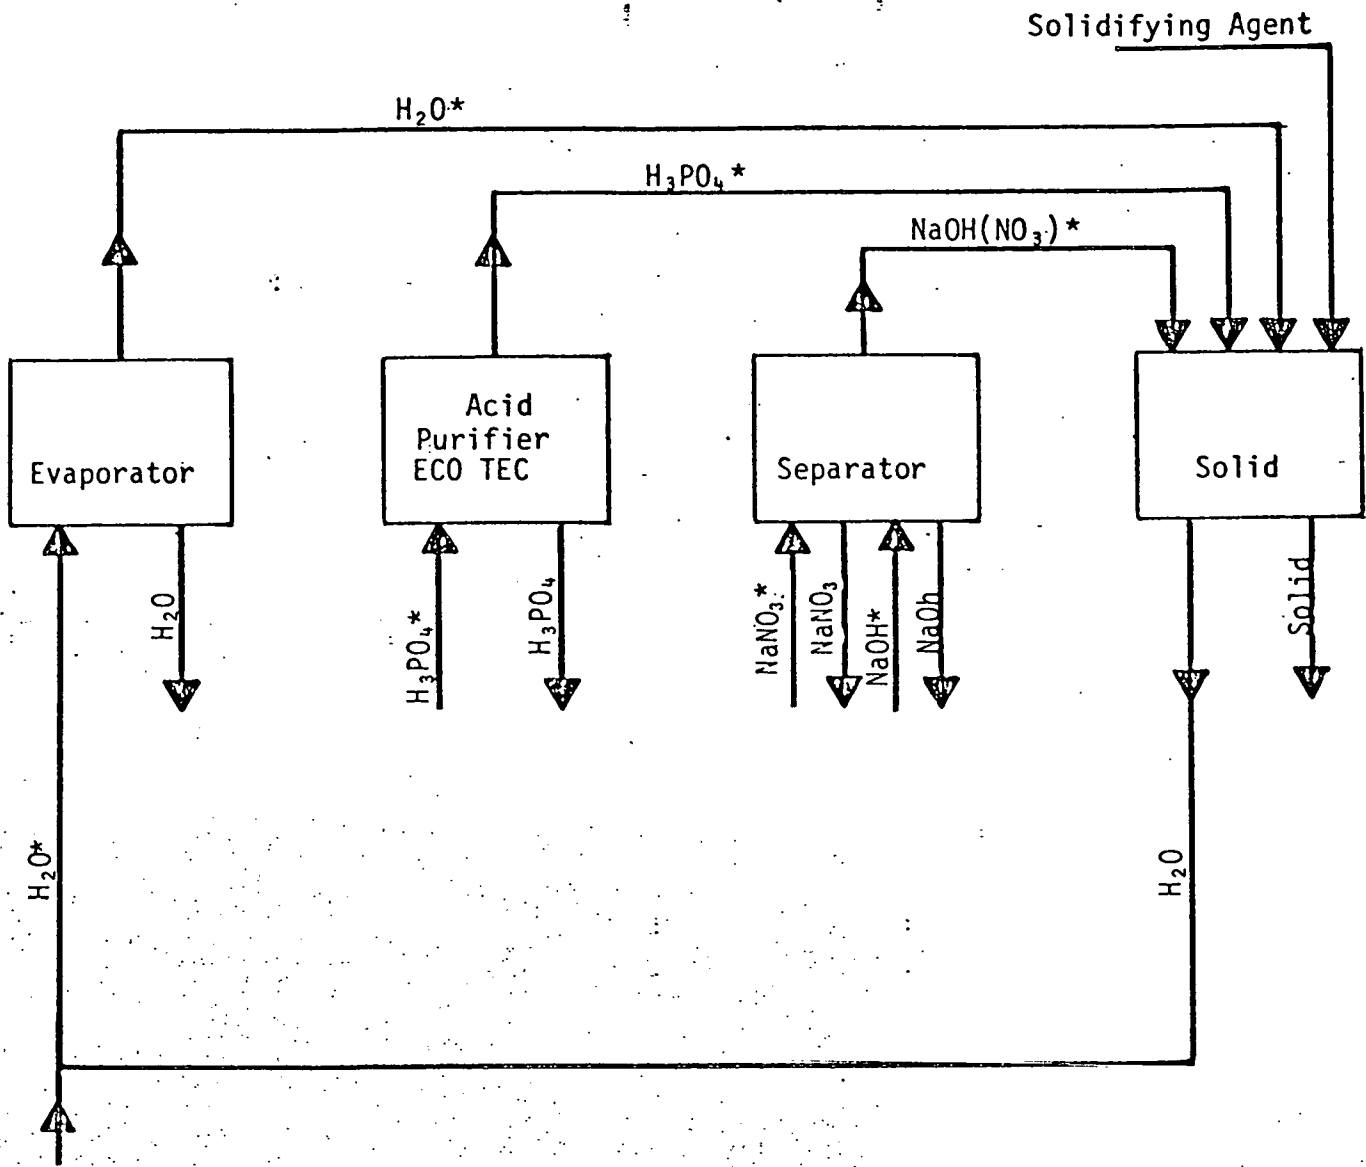 Solidifying Agent
H₂O*
H₃PO₄*
NaOH(NO₃)*
Evaporator
Acid
Purifier
ECO TEC
Separator
Solid
H₂O
H₃PO₄*
H₃PO₄
NaNO₃*
NaNO₃
NaOH*
NaOh
Solid
H₂O*
H₂O